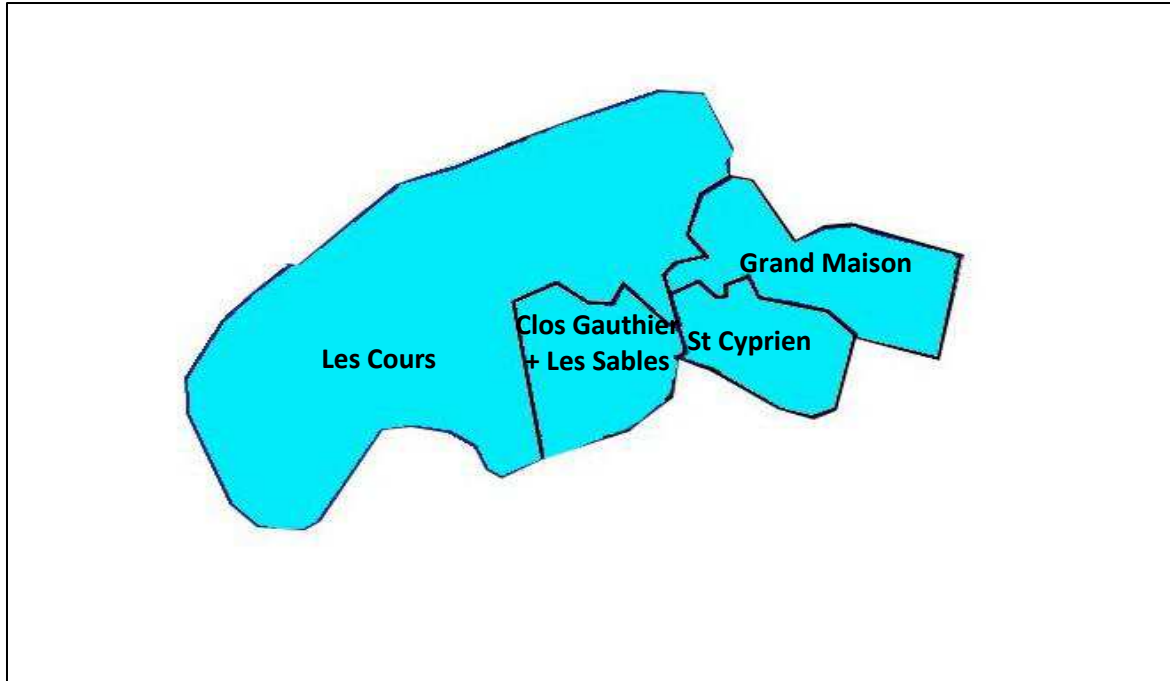 Grand Maison
Clos Gauthier
+ Les Sables
St Cyprien
Les Cours